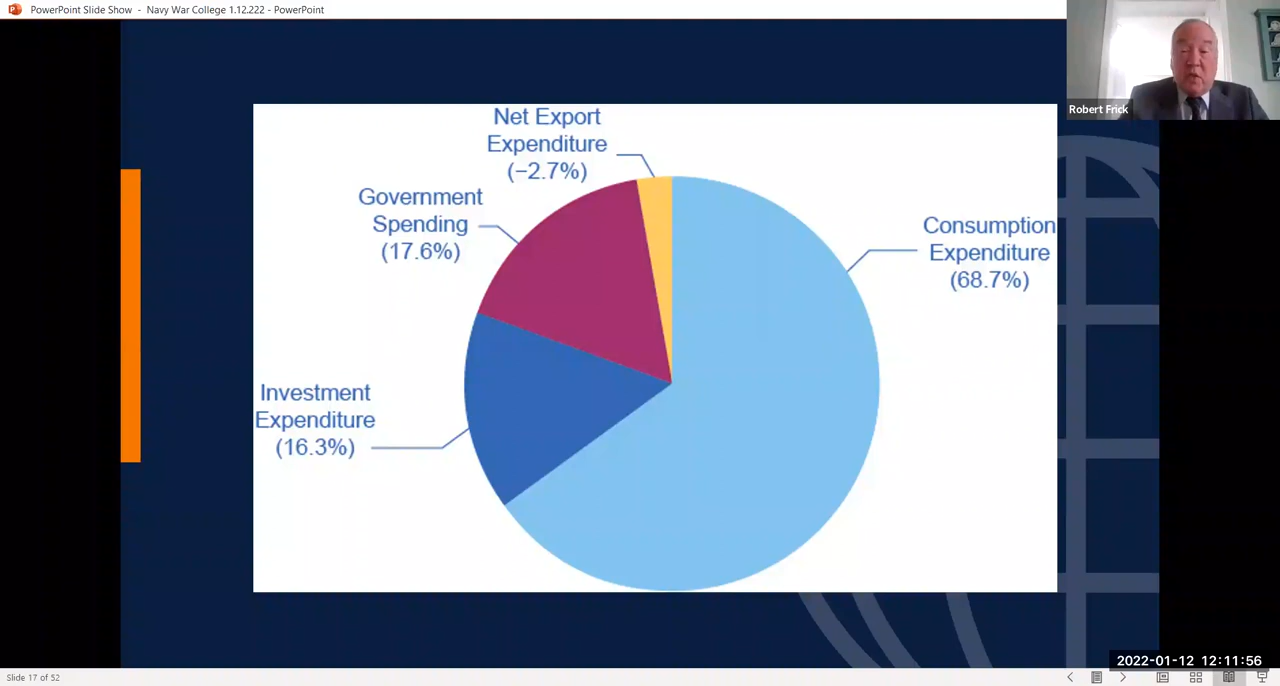 PowerPoint Slide Show - Navy War College 1.12.222 - PowerPoint
Robert Frick
Net Export
Expenditure
(−2.7%)
Government
Spending
(17.6%)
Consumption
Expenditure
(68.7%)
Investment
Expenditure
(16.3%)
2022-01-12 12:11:56
Slide 17 of 52